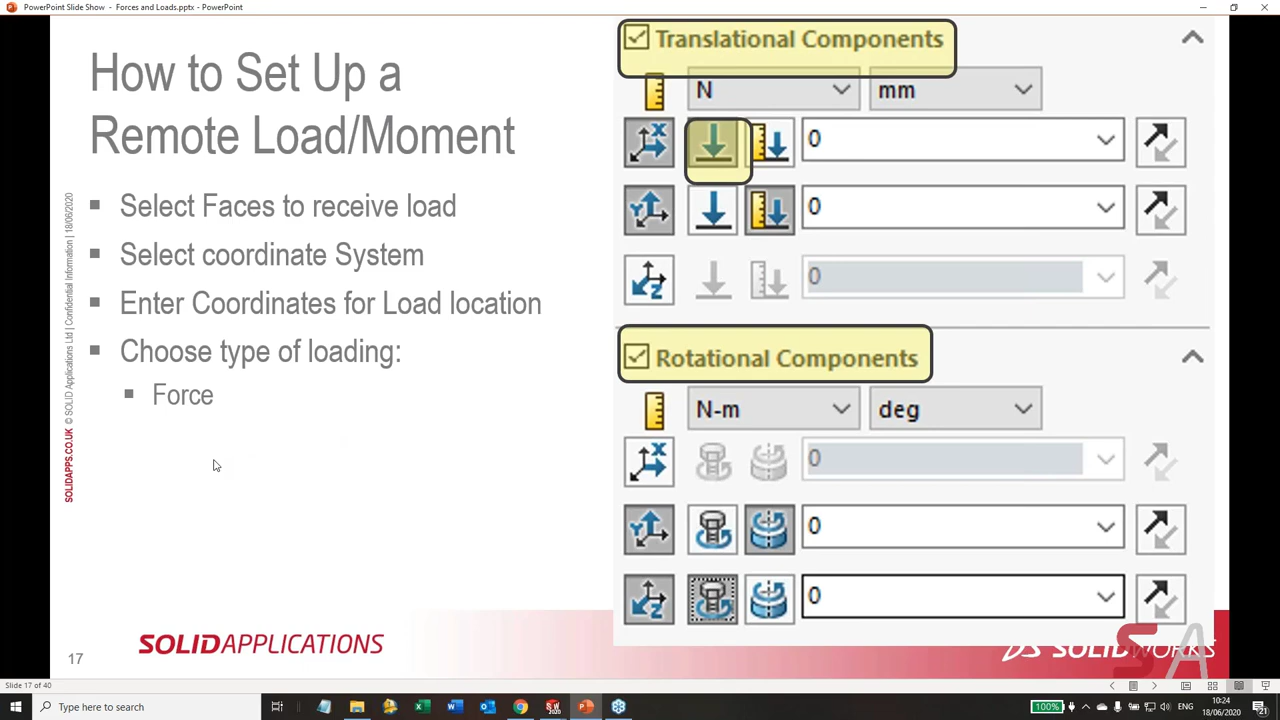 PowerPoint Slide Show - Forces and Loads.pptx - PowerPoint
How to Set Up a
Remote Load/Moment
Select Faces to receive load
Select coordinate System
Enter Coordinates for Load location
Choose type of loading:
Force
SOLIDAPPS.CO.UK © SOLID Applications Ltd | Confidential Information | 18/06/2020
Translational Components
N
mm
X
0
Y
0
Z
0
Rotational Components
N-m
deg
X
0
Y
0
Z
0
17
SOLIDAPPLICATIONS
SOLIDWORKS
SA
Slide 17 of 40
Type here to search
100%
10:24
18/06/2020
21